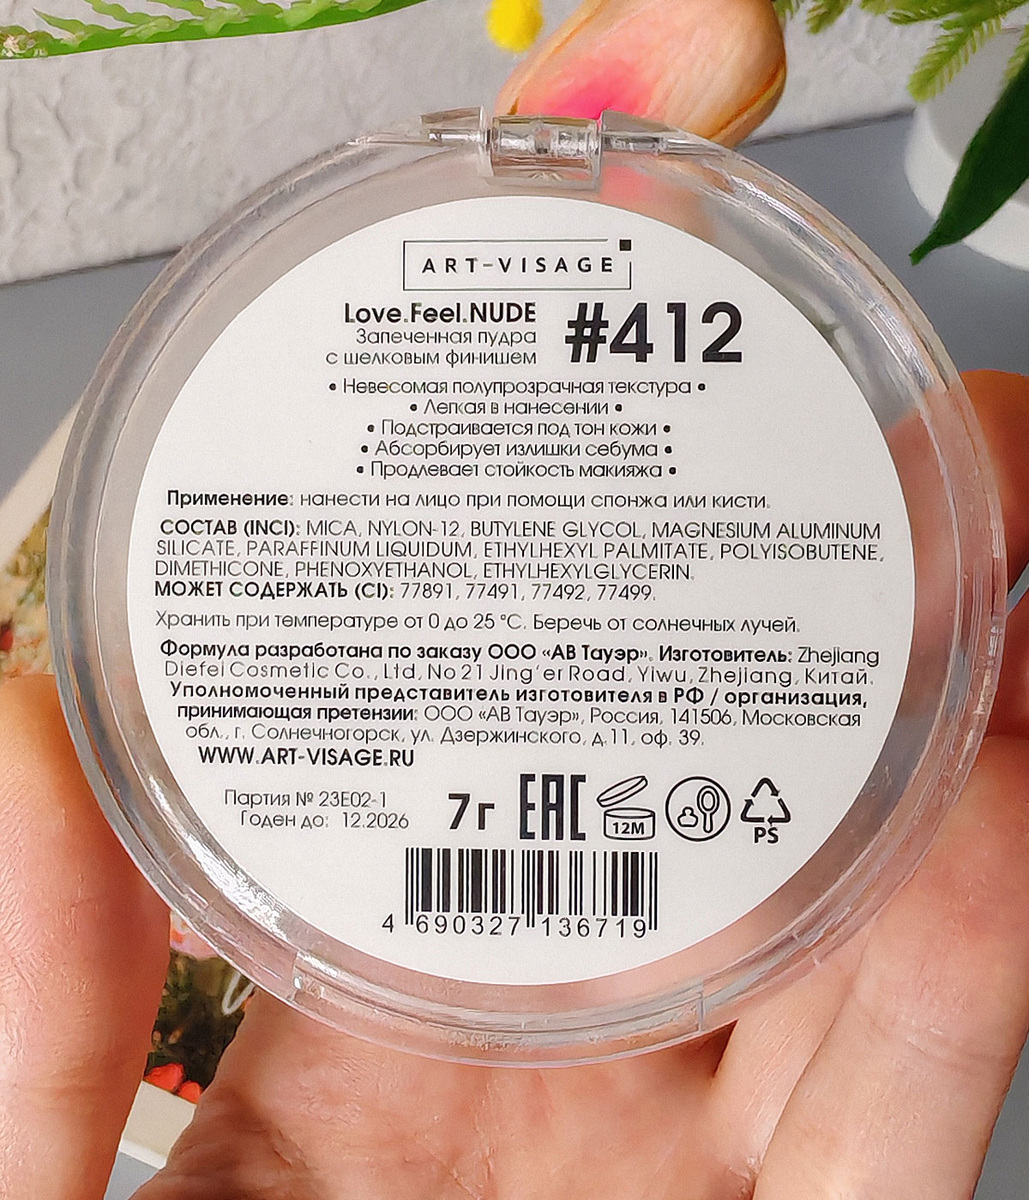 ART-VISAGE
Love.Feel.NUDE
#412
Запеченная пудра
с шелковым финишем
• Невесомая полупрозрачная текстура •
• Легкая в нанесении •
• Подстраивается под тон кожи •
• Абсорбирует излишки себума •
• Продлевает стойкость макияжа •
Применение: нанести на лицо при помощи спонжа или кисти.
СОСТАВ (INCI): MICA, NYLON-12, BUTYLENE GLYCOL, MAGNESIUM ALUMINUM
SILICATE, PARAFFINUM LIQUIDUM, ETHYLHEXYL PALMITATE, POLYISOBUTENE,
DIMETHICONE, PHENOXYETHANOL, ETHYLHEXYLGLYCERIN.
МОЖЕТ СОДЕРЖАТЬ (CI): 77891, 77491, 77492, 77499.
Хранить при температуре от 0 до 25 °C. Беречь от солнечных лучей.
Формула разработана по заказу ООО «АВ Тауэр». Изготовитель: Zhejiang
Diefei Cosmetic Co., Ltd, No 21 Jing'er Road, Yiwu, Zhejiang, Китай.
Уполномоченный представитель изготовителя в РФ / организация,
принимающая претензии: ООО «АВ Тауэр», Россия, 141506, Московская
обл., г. Солнечногорск, ул. Дзержинского, д.11, оф. 39.
WWW.ART-VISAGE.RU
Партия № 23E02-1
Годен до: 12.2026
7 г
EAC
12M
PS
4 690327 136719